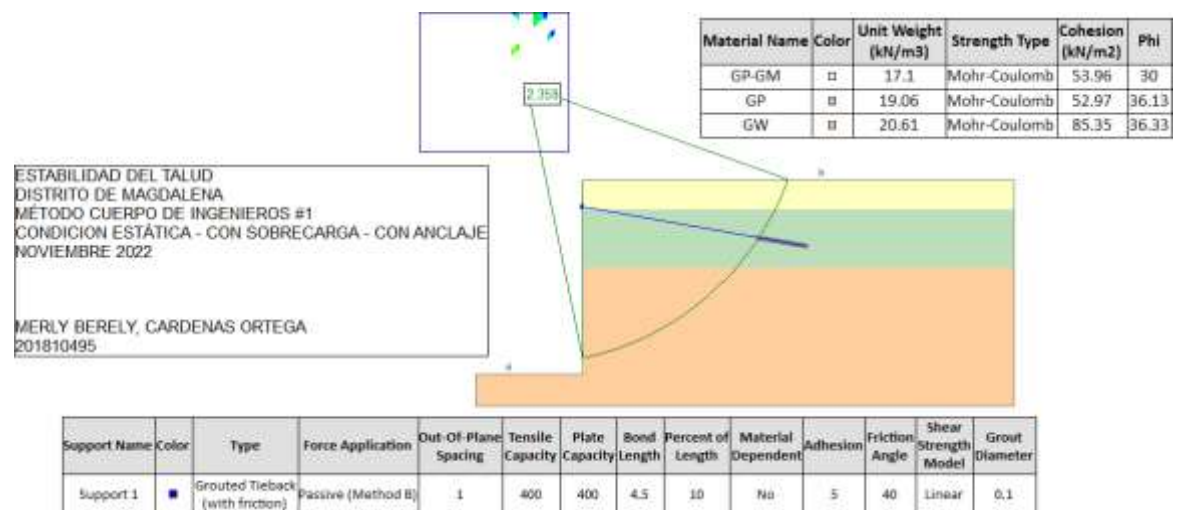 Material Name Color Unit Weight (kN/m3) Strength Type Cohesion (kN/m2) Phi
GP-GM 17.1 Mohr-Coulomb 53.96 30
GP 19.06 Mohr-Coulomb 52.97 36.13
GW 20.61 Mohr-Coulomb 85.35 36.33
ESTABILIDAD DEL TALUD
DISTRITO DE MAGDALENA
MÉTODO CUERPO DE INGENIEROS #1
CONDICION ESTÁTICA - CON SOBRECARGA - CON ANCLAJE
NOVIEMBRE 2022
MERLY BERELY, CARDENAS ORTEGA
201810495
Support Name Color Type Force Application Out-Of-Plane Spacing Tensile Capacity Plate Capacity Bond Length Percent of Length Material Dependent Adhesion Friction Angle Shear Strength Model Grout Diameter
Support 1 Grouted Tieback (with friction) Passive (Method B) 1 400 400 4.5 10 No 5 40 Linear 0.1